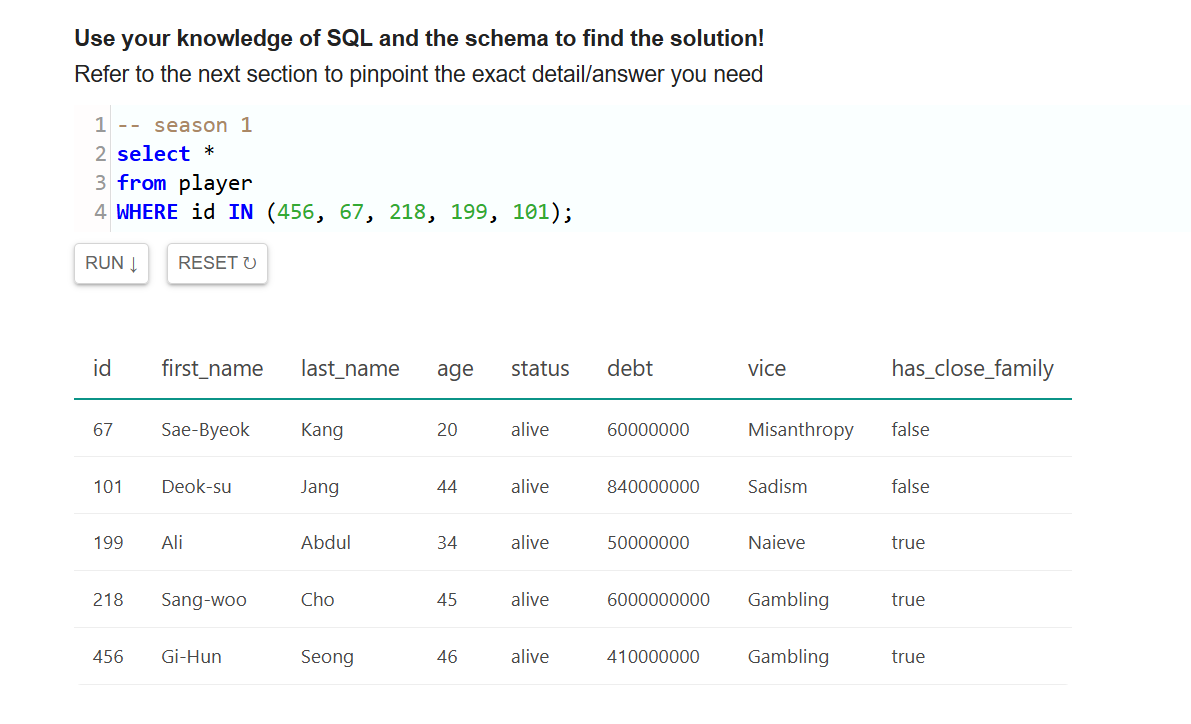 Use your knowledge of SQL and the schema to find the solution!
Refer to the next section to pinpoint the exact detail/answer you need
1 -- season 1
2 select *
3 from player
4 WHERE id IN (456, 67, 218, 199, 101);
RUN ↓ RESET ↻
id first_name last_name age status debt vice has_close_family
67 Sae-Byeok Kang 20 alive 60000000 Misanthropy false
101 Deok-su Jang 44 alive 840000000 Sadism false
199 Ali Abdul 34 alive 50000000 Naieve true
218 Sang-woo Cho 45 alive 6000000000 Gambling true
456 Gi-Hun Seong 46 alive 410000000 Gambling true